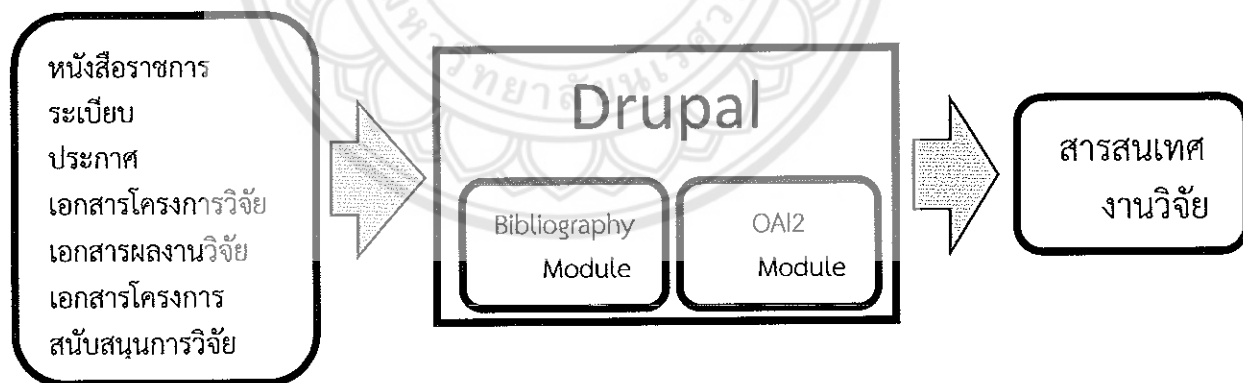 หนังสือราชการ
ระเบียบ
ประกาศ
เอกสารโครงการวิจัย
เอกสารผลงานวิจัย
เอกสารโครงการ
สนับสนุนการวิจัย
Drupal
Bibliography
Module
OAI2
Module
สารสนเทศ
งานวิจัย